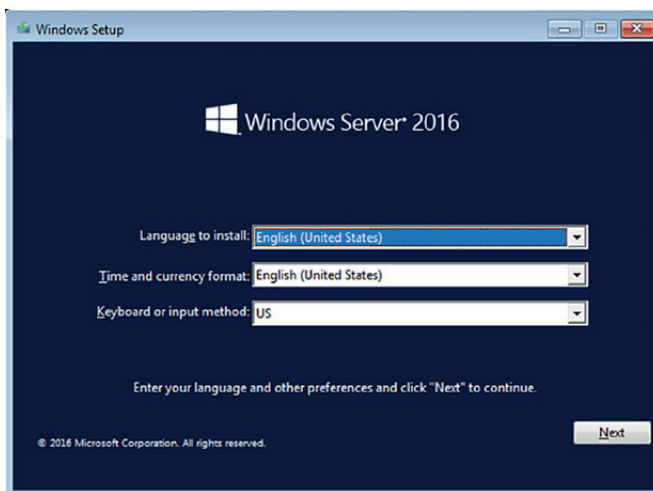 Windows Setup
Windows Server® 2016
Language to install: English (United States)
Time and currency format: English (United States)
Keyboard or input method: US
Enter your language and other preferences and click "Next" to continue.
Next
© 2016 Microsoft Corporation. All rights reserved.